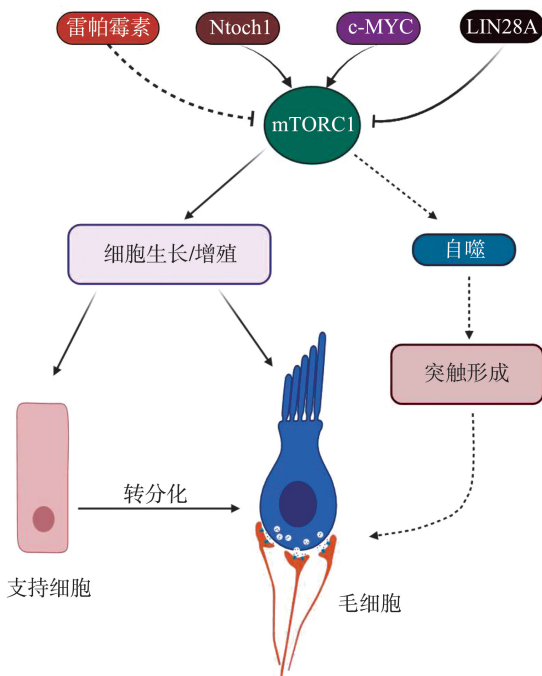 雷帕霉素
Ntoch1
c-MYC
LIN28A
mTORC1
细胞生长/增殖
自噬
突触形成
转分化
支持细胞
毛细胞